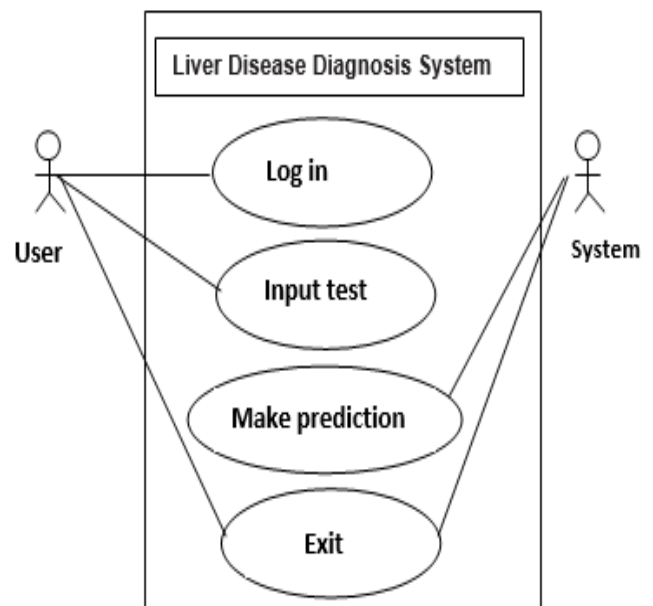 Liver Disease Diagnosis System
Log in
User
System
Input test
Make prediction
Exit